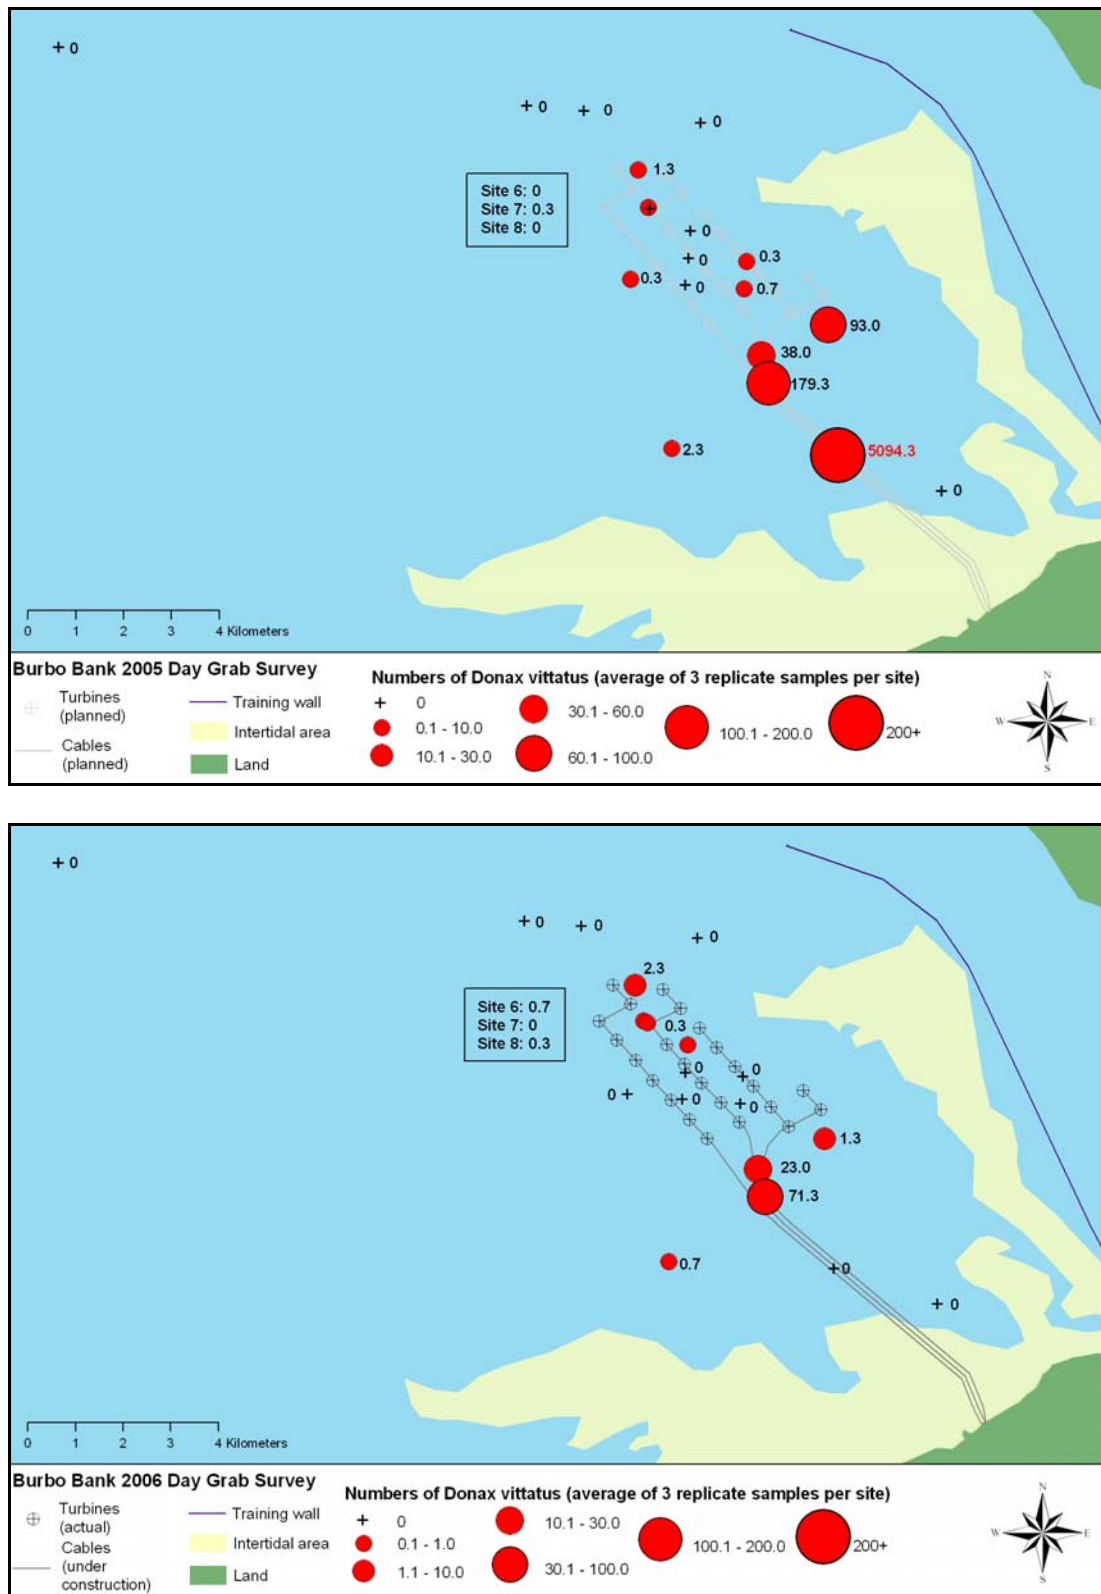 0
0
0
0
1.3
Site 6: 0
Site 7: 0.3
Site 8: 0
0
0
0.3
0.3
0
0.7
93.0
38.0
179.3
2.3
5094.3
0
0 1 2 3 4 Kilometers
Burbo Bank 2005 Day Grab Survey
Turbines
(planned)
Cables
(planned)
Training wall
Intertidal area
Land
Numbers of Donax vittatus (average of 3 replicate samples per site)
0
0.1 - 10.0
10.1 - 30.0
30.1 - 60.0
60.1 - 100.0
100.1 - 200.0
200+
N
W E
S
0
0
0
0
2.3
Site 6: 0.7
Site 7: 0
Site 8: 0.3
0.3
0
0
0
0
0
1.3
23.0
71.3
0.7
0
0
0 1 2 3 4 Kilometers
Burbo Bank 2006 Day Grab Survey
Turbines
(actual)
Cables
(under
construction)
Training wall
Intertidal area
Land
Numbers of Donax vittatus (average of 3 replicate samples per site)
0
0.1 - 1.0
1.1 - 10.0
10.1 - 30.0
30.1 - 100.0
100.1 - 200.0
200+
N
W E
S